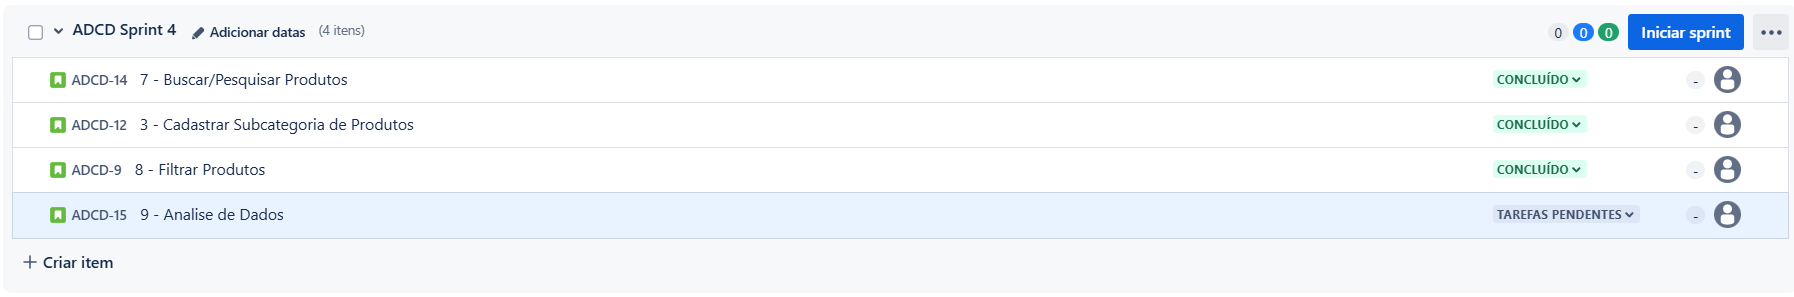 ADCD Sprint 4 Adicionar datas (4 itens) 0 0 0 Iniciar sprint
ADCD-14 7 - Buscar/Pesquisar Produtos CONCLUÍDO -
ADCD-12 3 - Cadastrar Subcategoria de Produtos CONCLUÍDO -
ADCD-9 8 - Filtrar Produtos CONCLUÍDO -
ADCD-15 9 - Analise de Dados TAREFAS PENDENTES -
+ Criar item